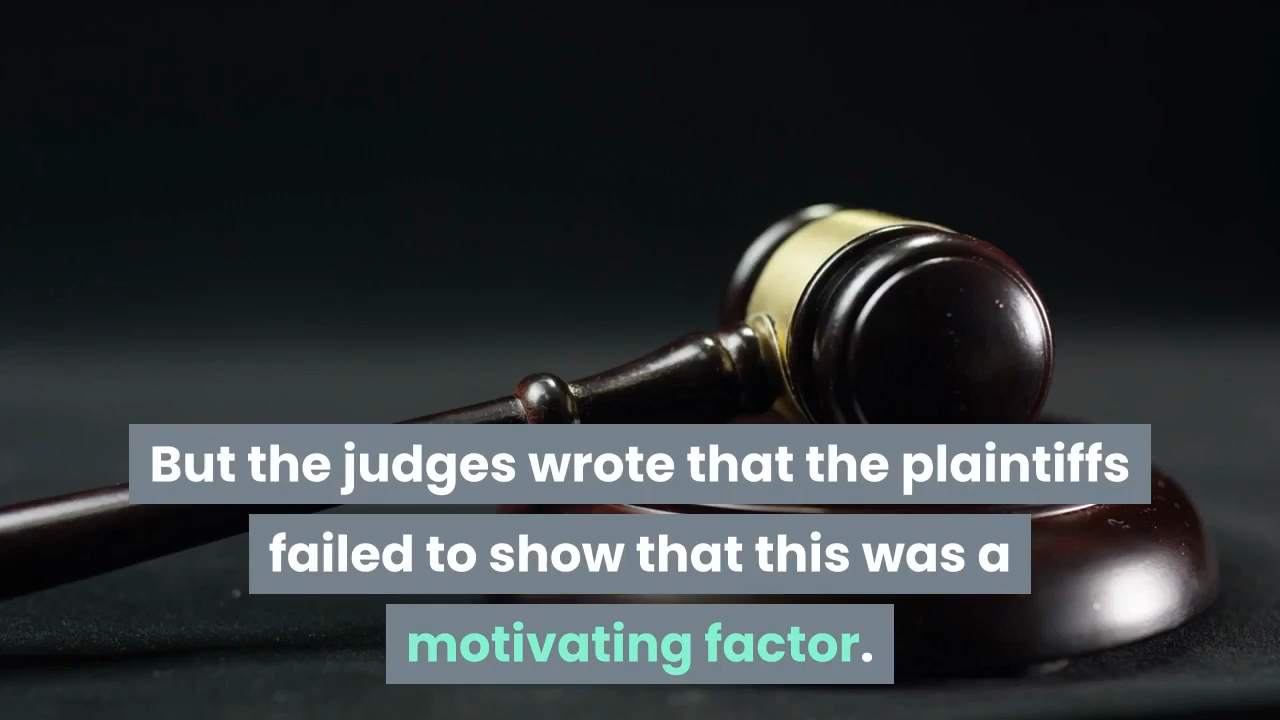 But the judges wrote that the plaintiffs
failed to show that this was a
motivating factor.